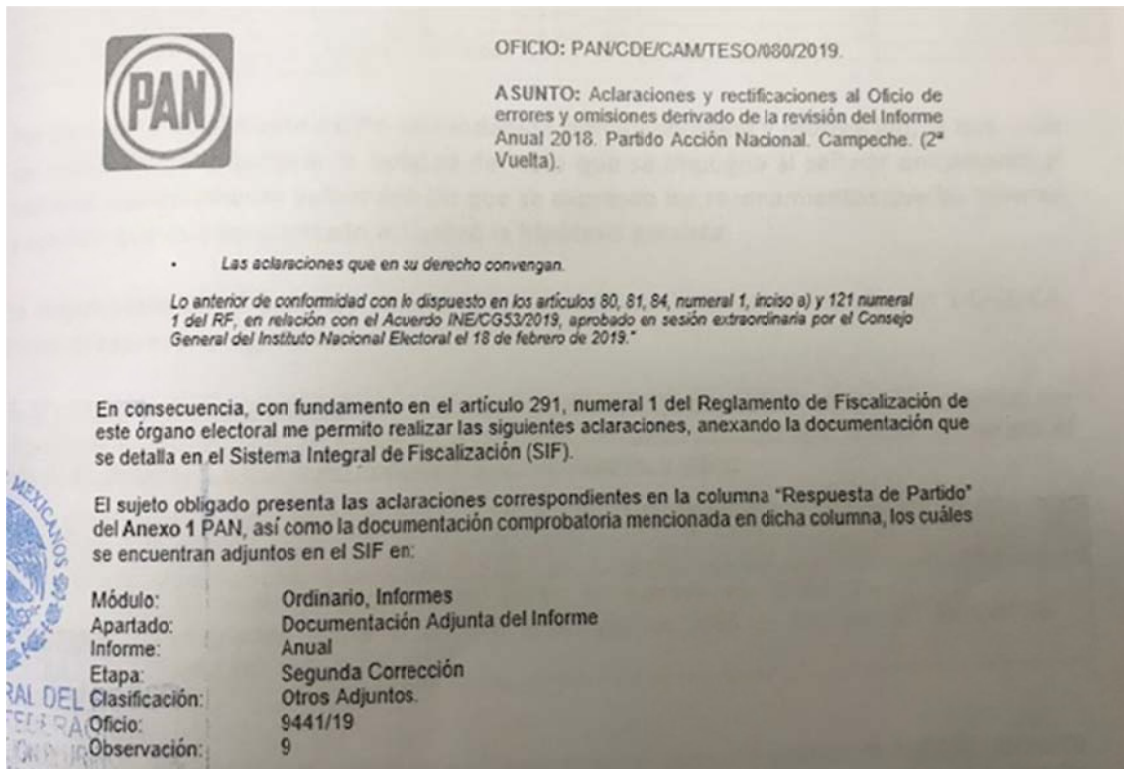 PAN
OFICIO: PAN/CDE/CAM/TESO/080/2019.
ASUNTO: Aclaraciones y rectificaciones al Oficio de
errores y omisiones derivado de la revisión del Informe
Anual 2018. Partido Acción Nacional. Campeche. (2ª
Vuelta).
• Las aclaraciones que en su derecho convengan.
Lo anterior de conformidad con lo dispuesto en los artículos 80, 81, 84, numeral 1, inciso a) y 121 numeral
1 del RF, en relación con el Acuerdo INE/CG53/2019, aprobado en sesión extraordinaria por el Consejo
General del Instituto Nacional Electoral el 18 de febrero de 2019."
En consecuencia, con fundamento en el artículo 291, numeral 1 del Reglamento de Fiscalización de
este órgano electoral me permito realizar las siguientes aclaraciones, anexando la documentación que
se detalla en el Sistema Integral de Fiscalización (SIF).
El sujeto obligado presenta las aclaraciones correspondientes en la columna "Respuesta de Partido"
del Anexo 1 PAN, así como la documentación comprobatoria mencionada en dicha columna, los cuáles
se encuentran adjuntos en el SIF en:
Módulo: Ordinario, Informes
Apartado: Documentación Adjunta del Informe
Informe: Anual
Etapa: Segunda Corrección
Clasificación: Otros Adjuntos.
Oficio: 9441/19
Observación: 9
MEXICANOS
RAL DEL